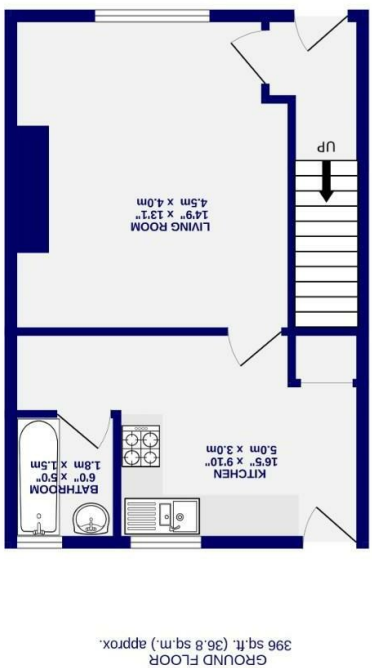 GROUND FLOOR
396 sq.ft. (36.8 sq.m.) approx.
KITCHEN
16'5" x 9'10"
5.0m x 3.0m
BATHROOM
6'0" x 5'0"
1.8m x 1.5m
LIVING ROOM
14'9" x 13'1"
4.5m x 4.0m
UP